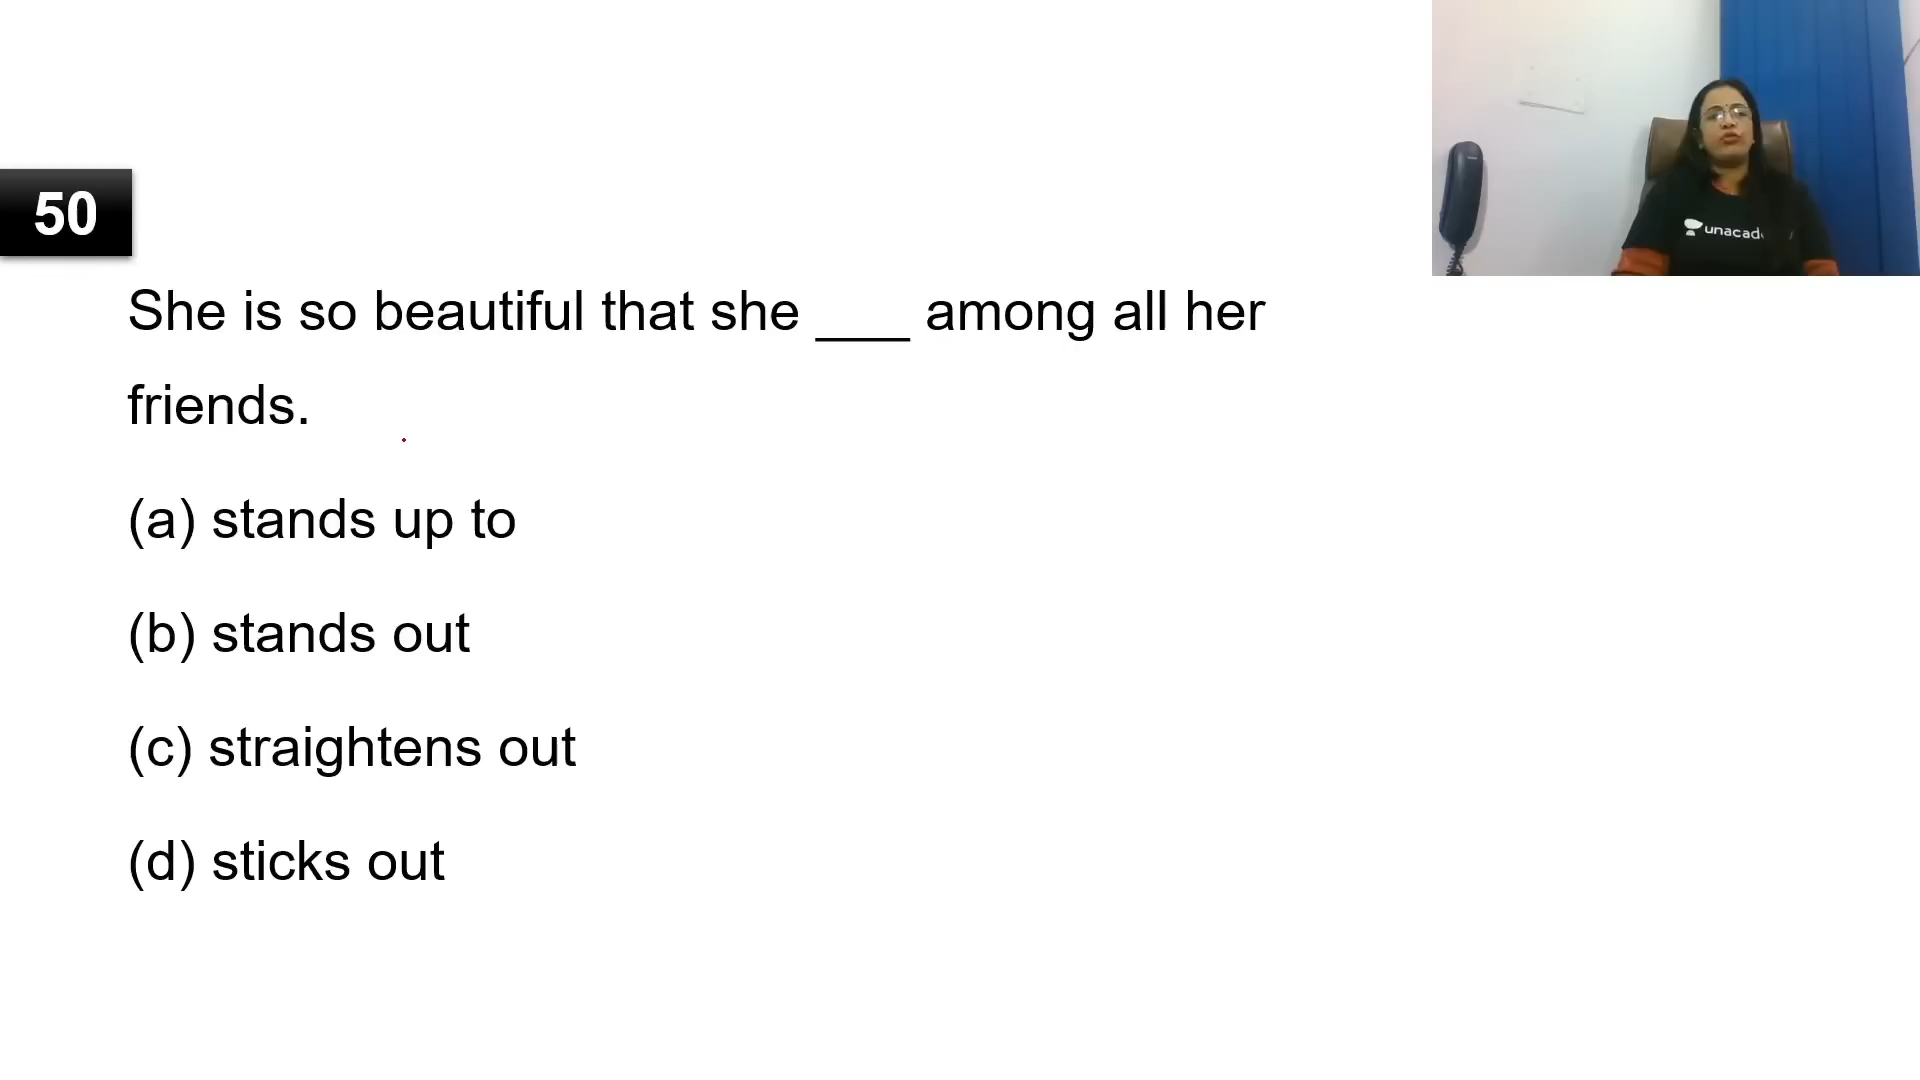 50
She is so beautiful that she ___ among all her
friends.
(a) stands up to
(b) stands out
(c) straightens out
(d) sticks out